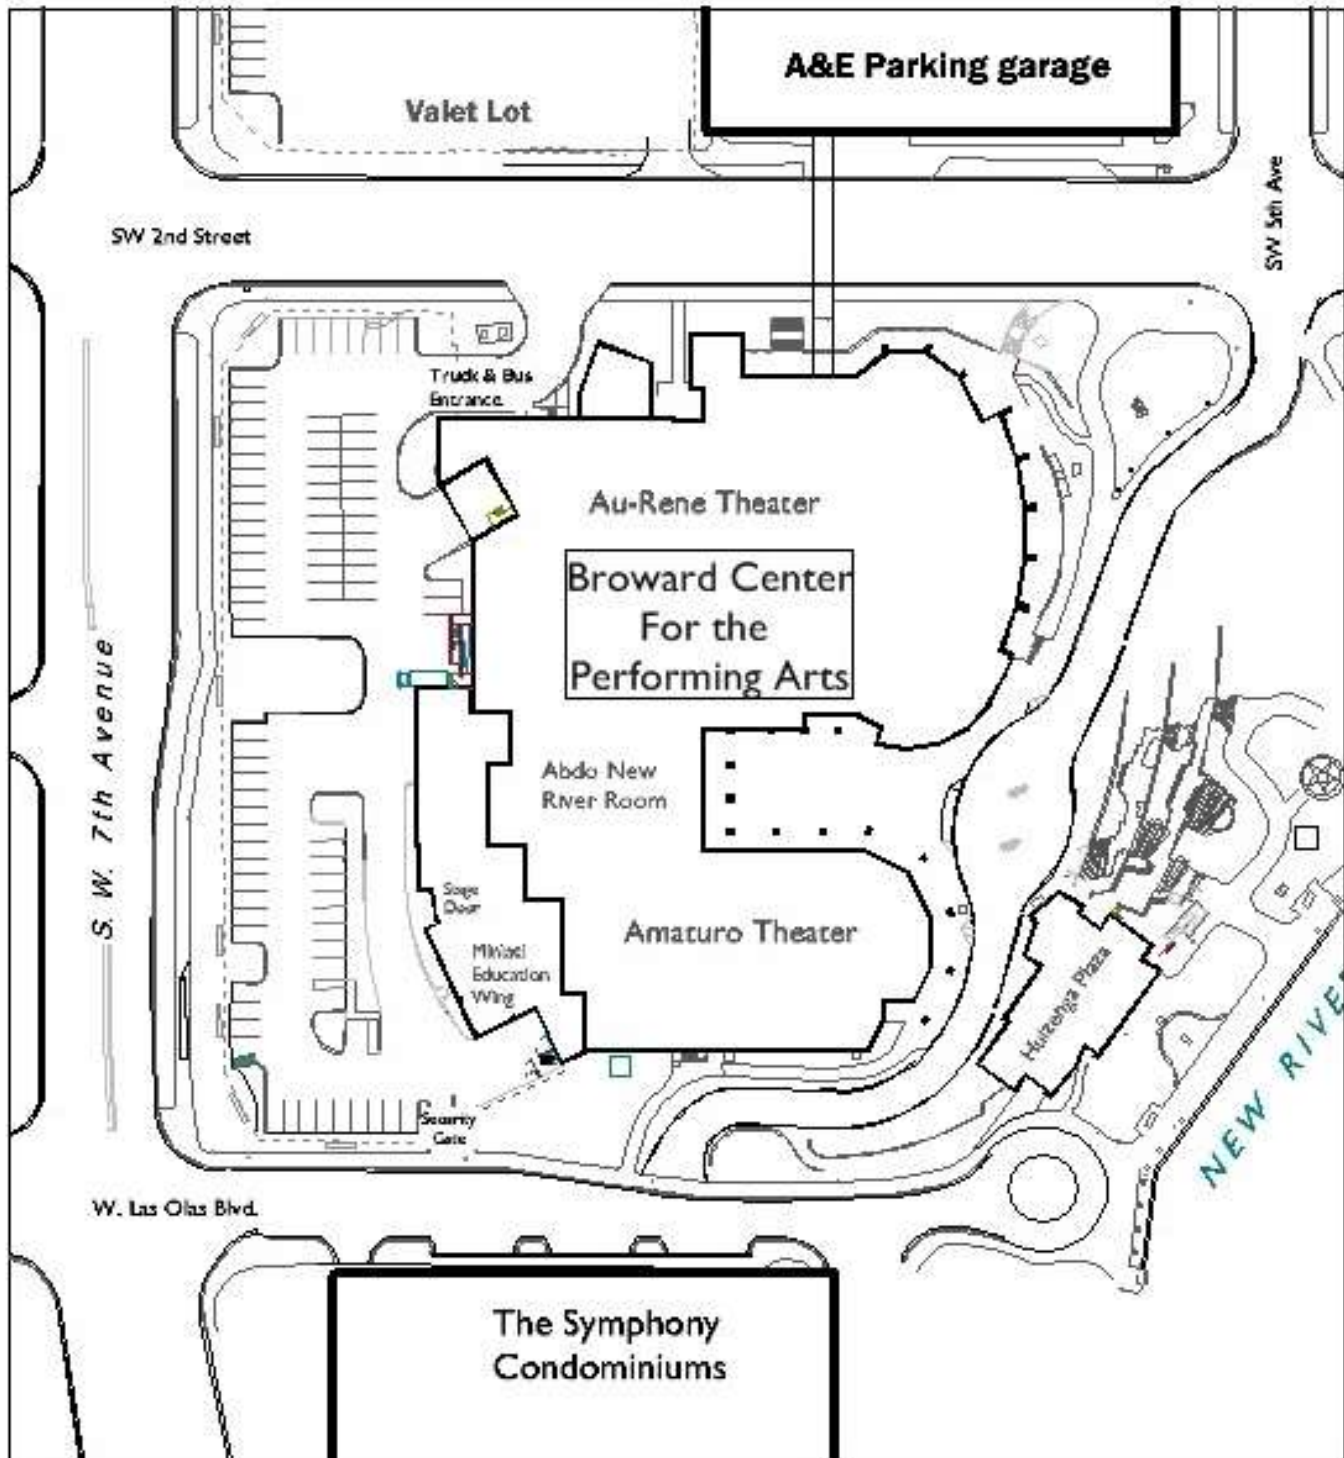 A&E Parking garage
Valet Lot
SW 2nd Street
SW 5th Ave
Truck & Bus
Entrance
Au-Rene Theater
Broward Center
For the
Performing Arts
S. W. 7th Avenue
Abdo New
River Room
Stage
Door
Amaturo Theater
Miniaci
Education
Wing
Huizenga Plaza
NEW RIVER
Security
Gate
W. Las Olas Blvd.
The Symphony
Condominiums